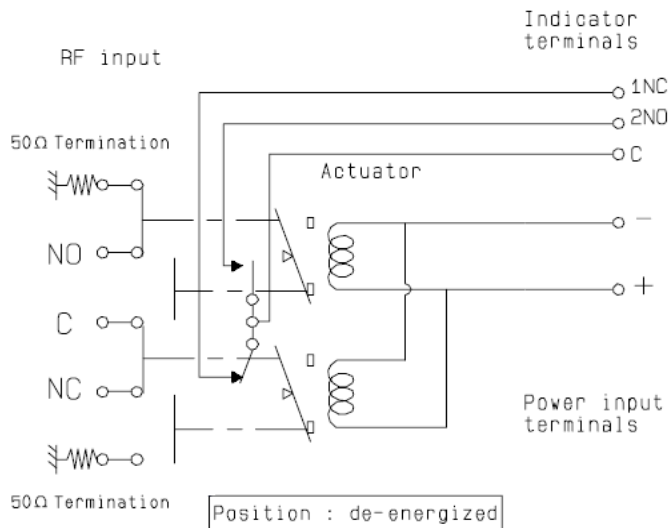 Indicator
terminals
RF input
1NC
2NO
50Ω Termination
C
Actuator
NO
−
+
C
NC
Power input
terminals
50Ω Termination
Position : de-energized